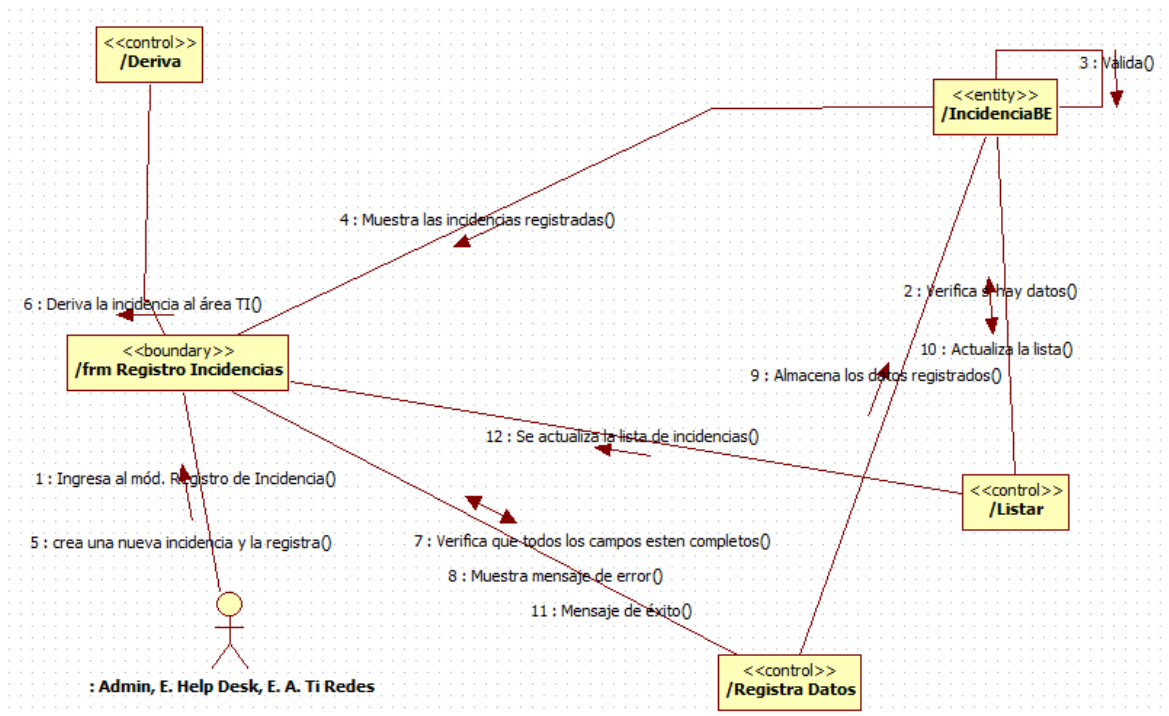 <<control>>
/Deriva
3 : Valida()
<<entity>>
/IncidenciaBE
4 : Muestra las incidencias registradas()
2 : Verifica si hay datos()
6 : Deriva la incidencia al área TI()
<<boundary>>
/frm Registro Incidencias
10 : Actualiza la lista()
9 : Almacena los datos registrados()
12 : Se actualiza la lista de incidencias()
1 : Ingresa al mód. Registro de Incidencia()
<<control>>
/Listar
5 : crea una nueva incidencia y la registra()
7 : Verifica que todos los campos esten completos()
8 : Muestra mensaje de error()
11 : Mensaje de éxito()
<<control>>
/Registra Datos
: Admin, E. Help Desk, E. A. Ti Redes